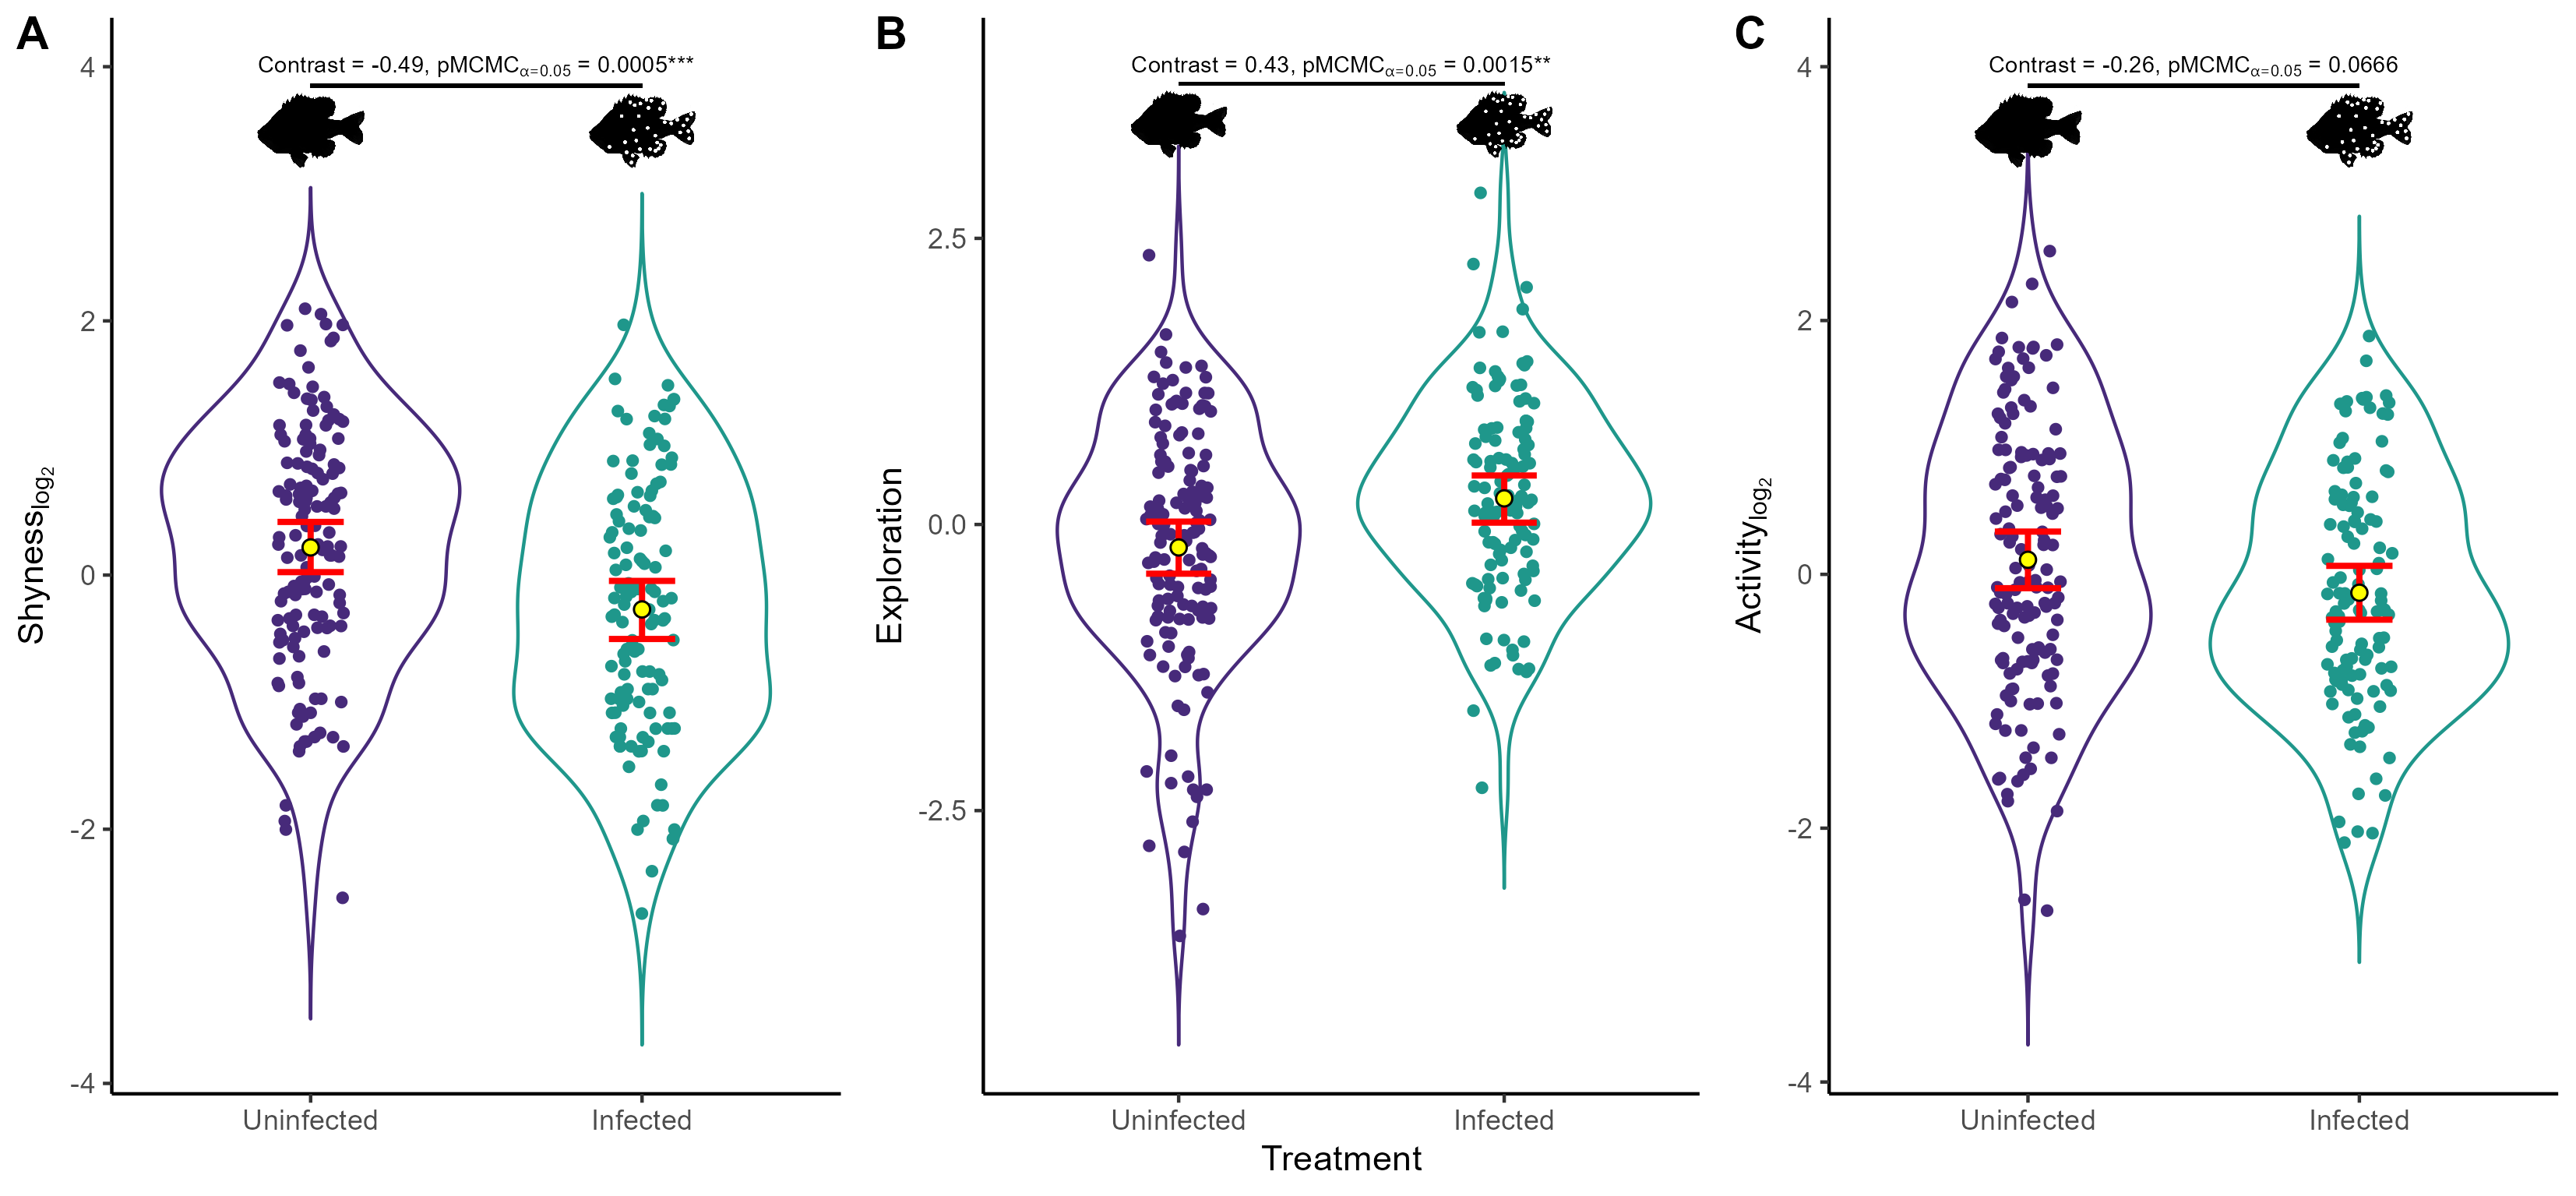 A
Contrast = -0.49, pMCMCα=0.05 = 0.0005***
4
2
0
-2
-4
Shynesslog2
Uninfected
Infected
B
Contrast = 0.43, pMCMCα=0.05 = 0.0015**
2.5
0.0
-2.5
Exploration
Uninfected
Infected
Treatment
C
Contrast = -0.26, pMCMCα=0.05 = 0.0666
4
2
0
-2
-4
Activitylog2
Uninfected
Infected